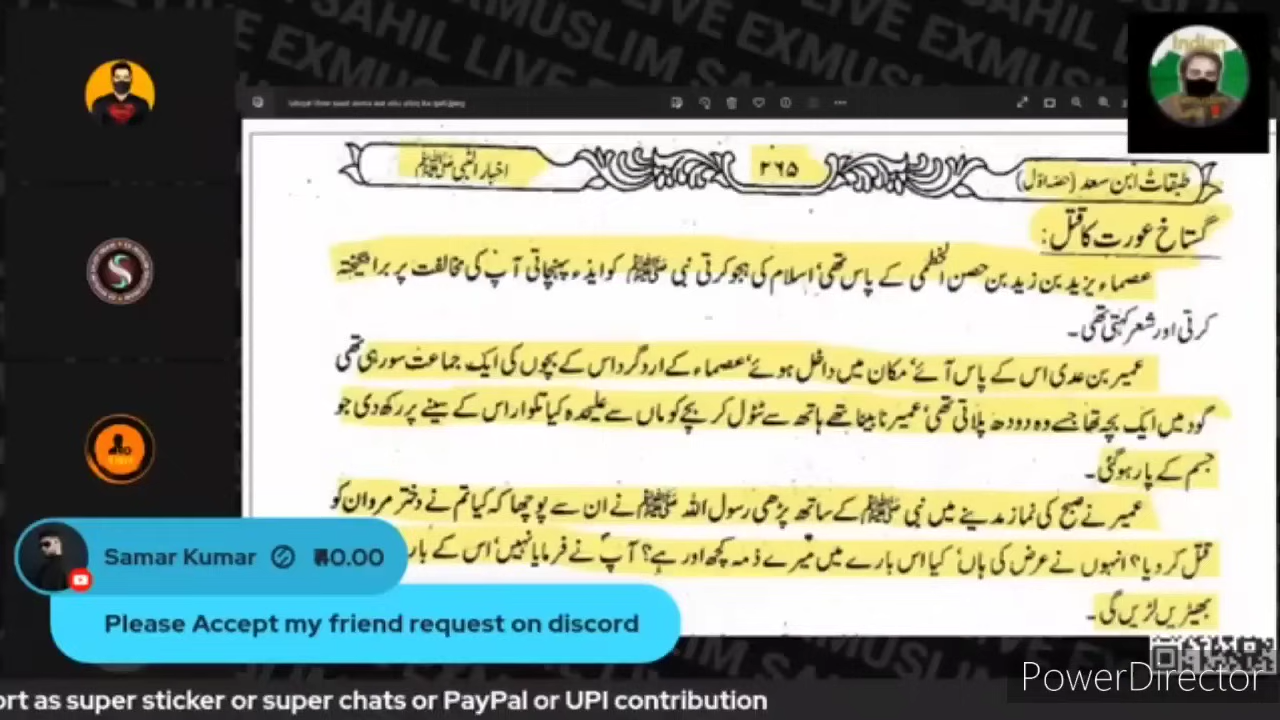 طبقات ابن سعد (حصہ اوّل)
۲۶۵
اخبار النبی ﷺ
گستاخ عورت کا قتل:
عصماء یزید بن زید بن حصن الخطمی کے پاس تھی' اسلام کی ہجو کرتی نبی ﷺ کو ایذء پہنچاتی آپ کی مخالفت پر برانگیختہ
کرتی اور شعر کہتی تھی۔
عمیر بن عدی اس کے پاس آئے' مکان میں داخل ہوئے' عصماء کے اردگرد اس کے بچوں کی ایک جماعت سو رہی تھی
گود میں ایک بچہ تھا جسے وہ دودھ پلاتی تھی' عمیر نابینا تھے ہاتھ سے ٹٹول کر بچے کو ماں سے علیحدہ کیا تلوار اس کے سینے پر رکھ دی جو
جسم کے پار ہوگئی۔
عمیر نے صبح کی نماز مدینے میں نبی ﷺ کے ساتھ پڑھی رسول اللہ ﷺ نے ان سے پوچھا کہ کیا تم نے دختر مروان کو
قتل کر دیا؟ انہوں نے عرض کی ہاں' کیا اس بارے میں میرے ذمہ کچھ اور ہے؟ آپ نے فرمایا نہیں' اس کے
بھیڑیں لڑیں گی۔
Samar Kumar
0.00
Please Accept my friend request on discord
ort as super sticker or super chats or PayPal or UPI contribution
PowerDirector